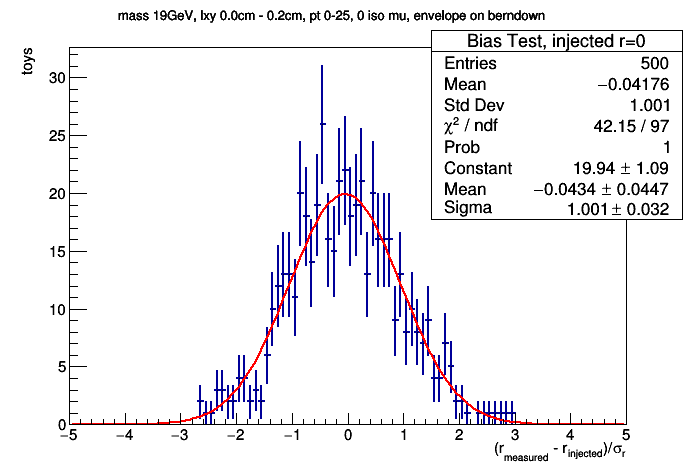 mass 19GeV, lxy 0.0cm - 0.2cm, pt 0-25, 0 iso mu, envelope on berndown
Bias Test, injected r=0
Entries 500
Mean −0.04176
Std Dev 1.001
χ² / ndf 42.15 / 97
Prob 1
Constant 19.94 ± 1.09
Mean −0.0434 ± 0.0447
Sigma 1.001 ± 0.032
toys
30
25
20
15
10
5
0
−5 −4 −3 −2 −1 0 1 2 3 4 5
(r_measured - r_injected)/σ_r